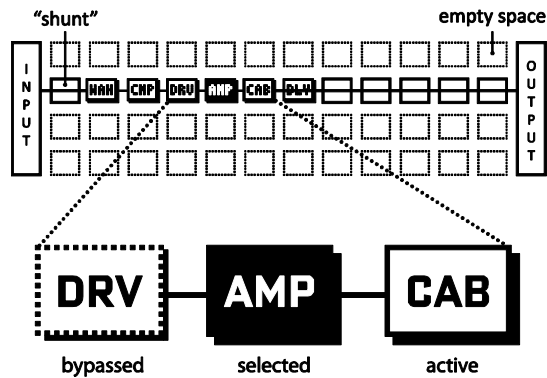 “shunt”
empty space
INPUT
WAH CMP DRV AMP CAB DLY
OUTPUT
DRV AMP CAB
bypassed selected active